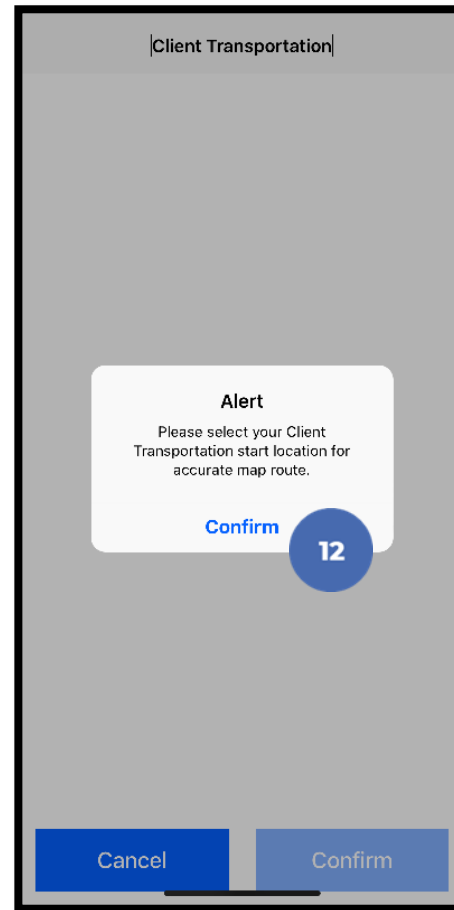 Client Transportation
Alert
Please select your Client
Transportation start location for
accurate map route.
Confirm
12
Cancel
Confirm